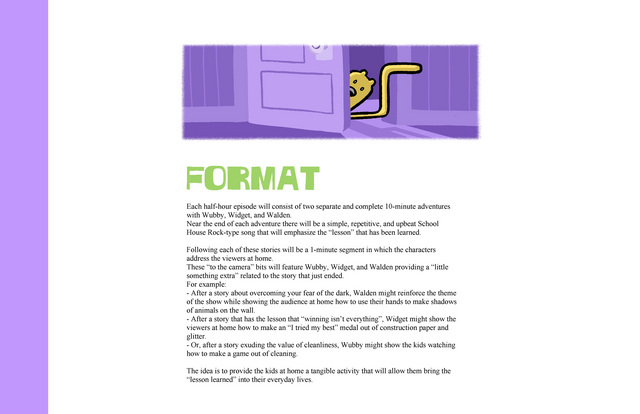 FORMAT
Each half-hour episode will consist of two separate and complete 10-minute adventures
with Wubby, Widget, and Walden.
Near the end of each adventure there will be a simple, repetitive, and upbeat School
House Rock-type song that will emphasize the “lesson” that has been learned.
Following each of these stories will be a 1-minute segment in which the characters
address the viewers at home.
These “to the camera” bits will feature Wubby, Widget, and Walden providing a “little
something extra” related to the story that just ended.
For example:
- After a story about overcoming your fear of the dark, Walden might reinforce the theme
of the show while showing the audience at home how to use their hands to make shadows
of animals on the wall.
- After a story that has the lesson that “winning isn’t everything”, Widget might show the
viewers at home how to make an “I tried my best” medal out of construction paper and
glitter.
- Or, after a story exuding the value of cleanliness, Wubby might show the kids watching
how to make a game out of cleaning.
The idea is to provide the kids at home a tangible activity that will allow them bring the
“lesson learned” into their everyday lives.